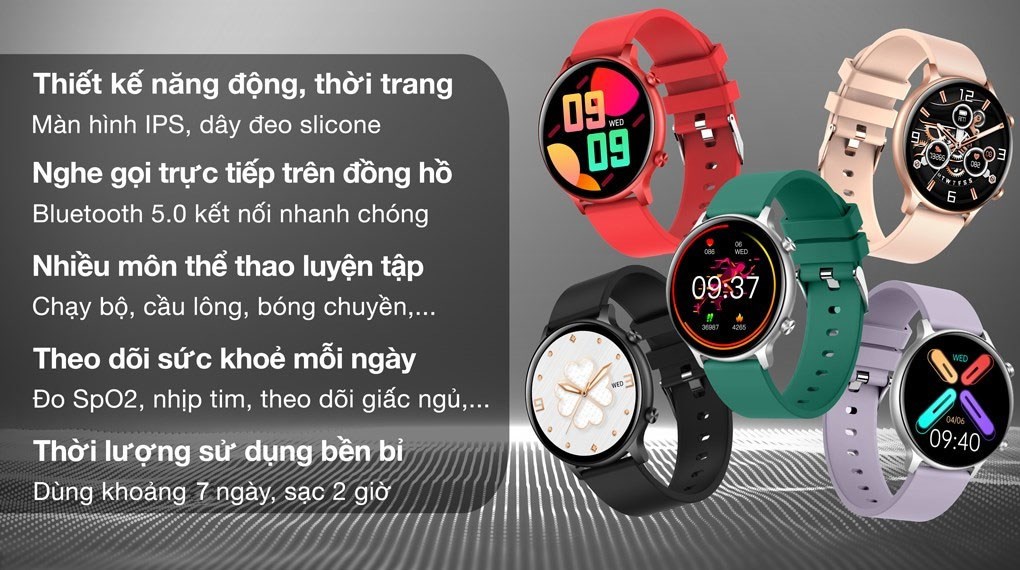 Thiết kế năng động, thời trang
Màn hình IPS, dây đeo slicone
Nghe gọi trực tiếp trên đồng hồ
Bluetooth 5.0 kết nối nhanh chóng
Nhiều môn thể thao luyện tập
Chạy bộ, cầu lông, bóng chuyền,...
Theo dõi sức khoẻ mỗi ngày
Đo SpO2, nhịp tim, theo dõi giấc ngủ,...
Thời lượng sử dụng bền bỉ
Dùng khoảng 7 ngày, sạc 2 giờ
09
WED
09
12
6
06
086 WED
09:37
36987 4265
WED
WED
04/06
09:40